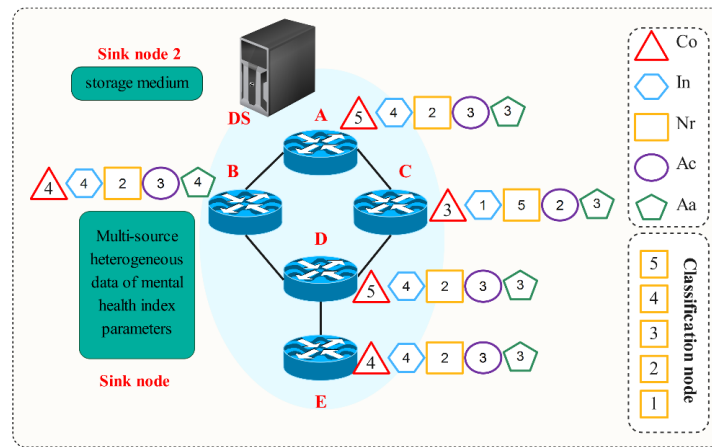 Sink node 2
storage medium
DS
A
5 4 2 3 3
B
4 4 2 3 4
C
3 1 5 2 3
Multi-source
heterogeneous
data of mental
health index
parameters
Sink node
D
5 4 2 3 3
4 4 2 3 3
E
Co
In
Nr
Ac
Aa
5
4
3
2
1
Classification node